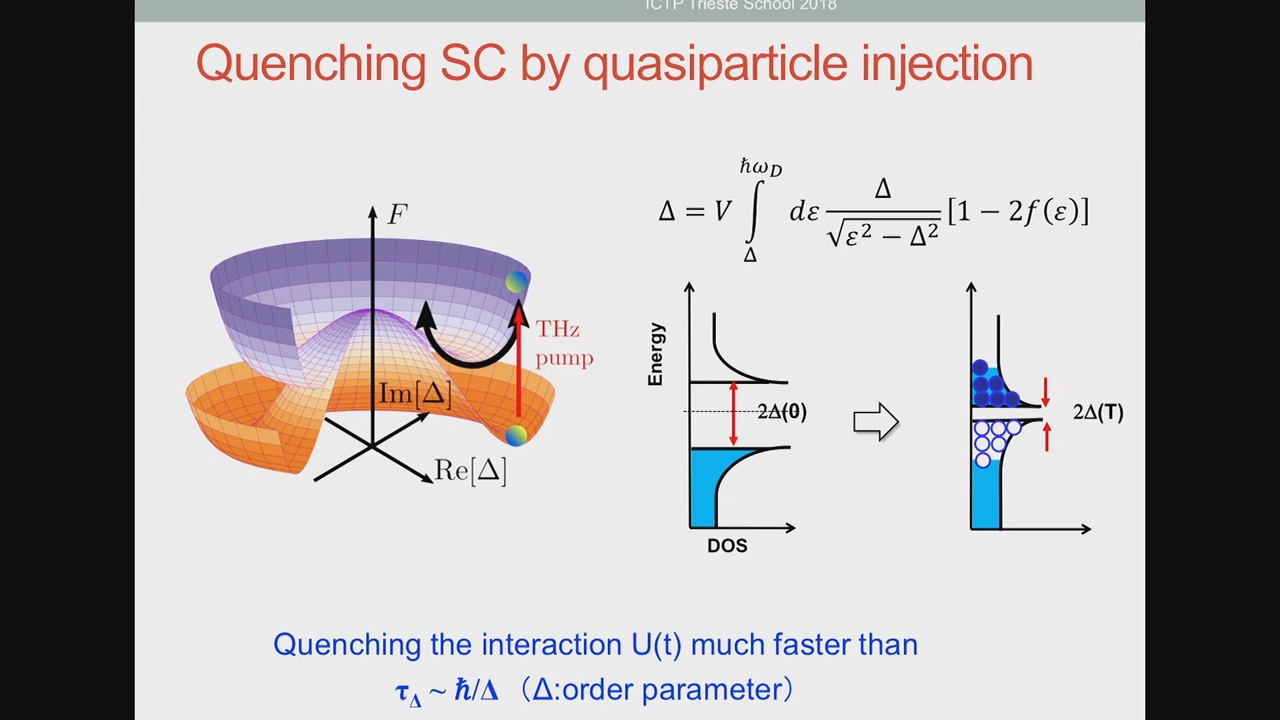 ICTP Trieste School 2018
Quenching SC by quasiparticle injection
Δ = V ∫ dε Δ / √(ε² − Δ²) [1 − 2f(ε)]
ħω_D
Δ
F
THz
pump
Im[Δ]
Re[Δ]
Energy
2Δ(0)
DOS
2Δ(T)
Quenching the interaction U(t) much faster than
τ_Δ ~ ħ/Δ （Δ:order parameter）